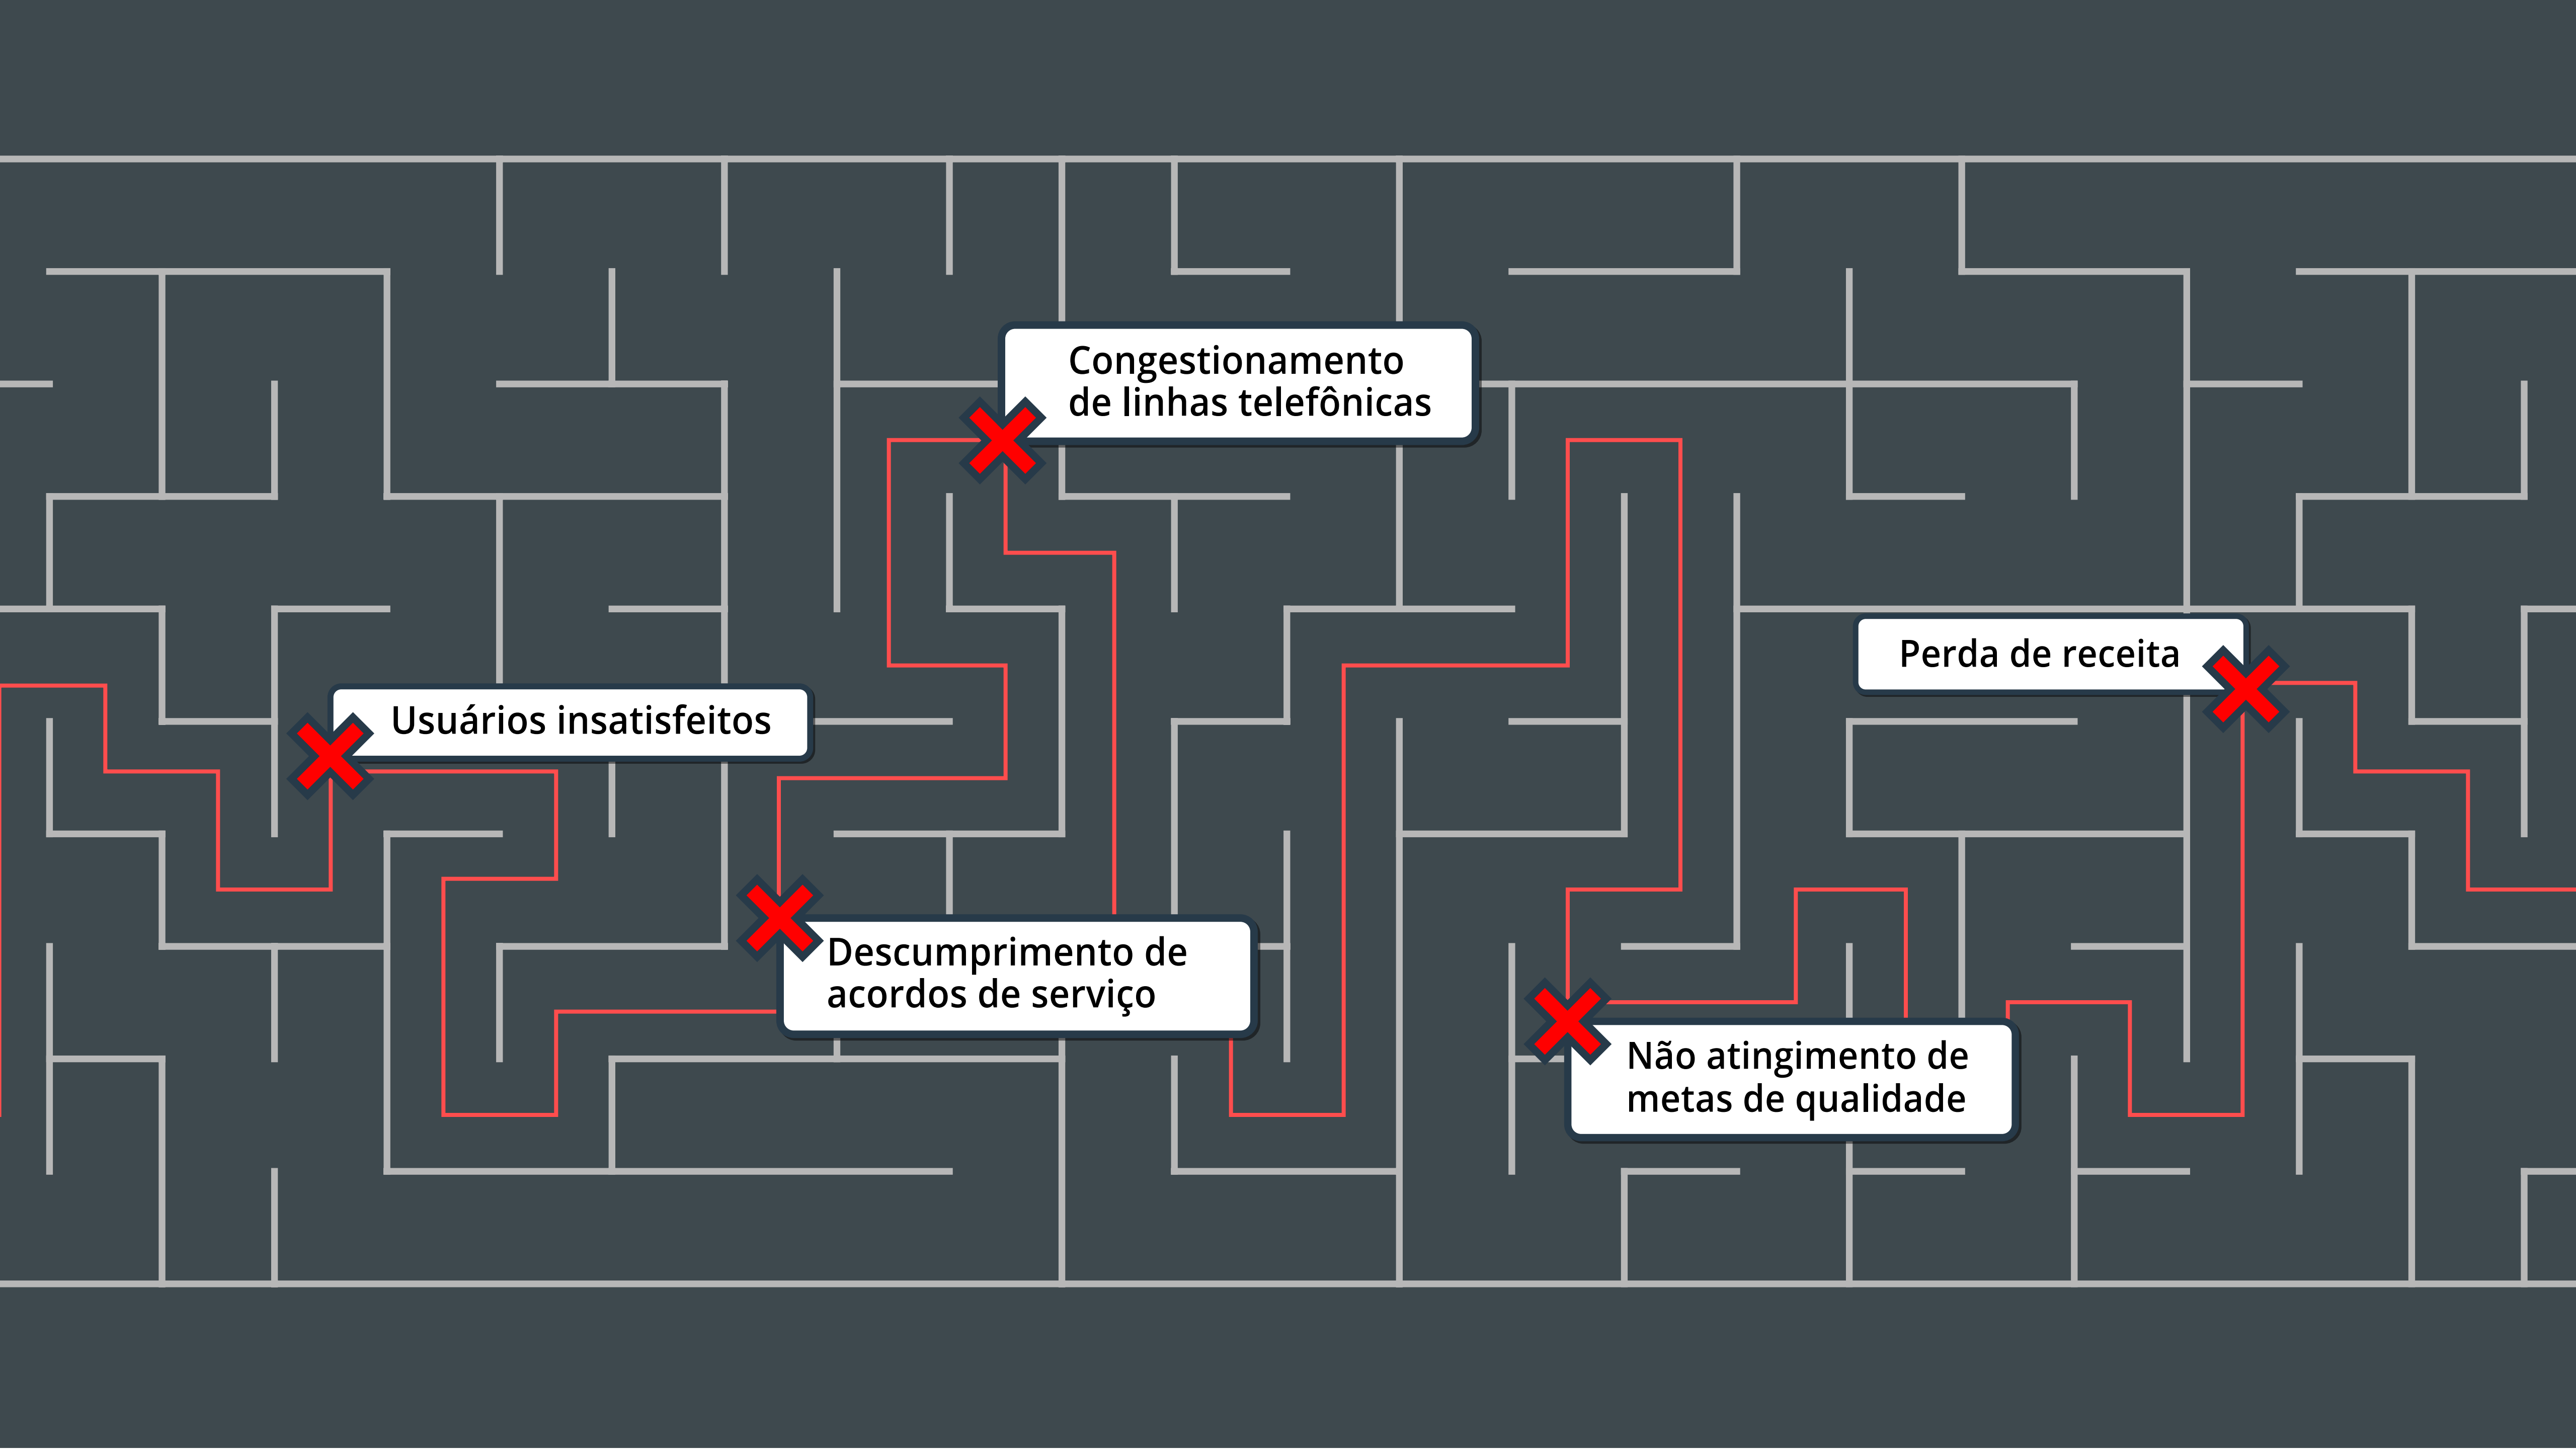 Congestionamento
de linhas telefônicas
Perda de receita
Usuários insatisfeitos
Descumprimento de
acordos de serviço
Não atingimento de
metas de qualidade